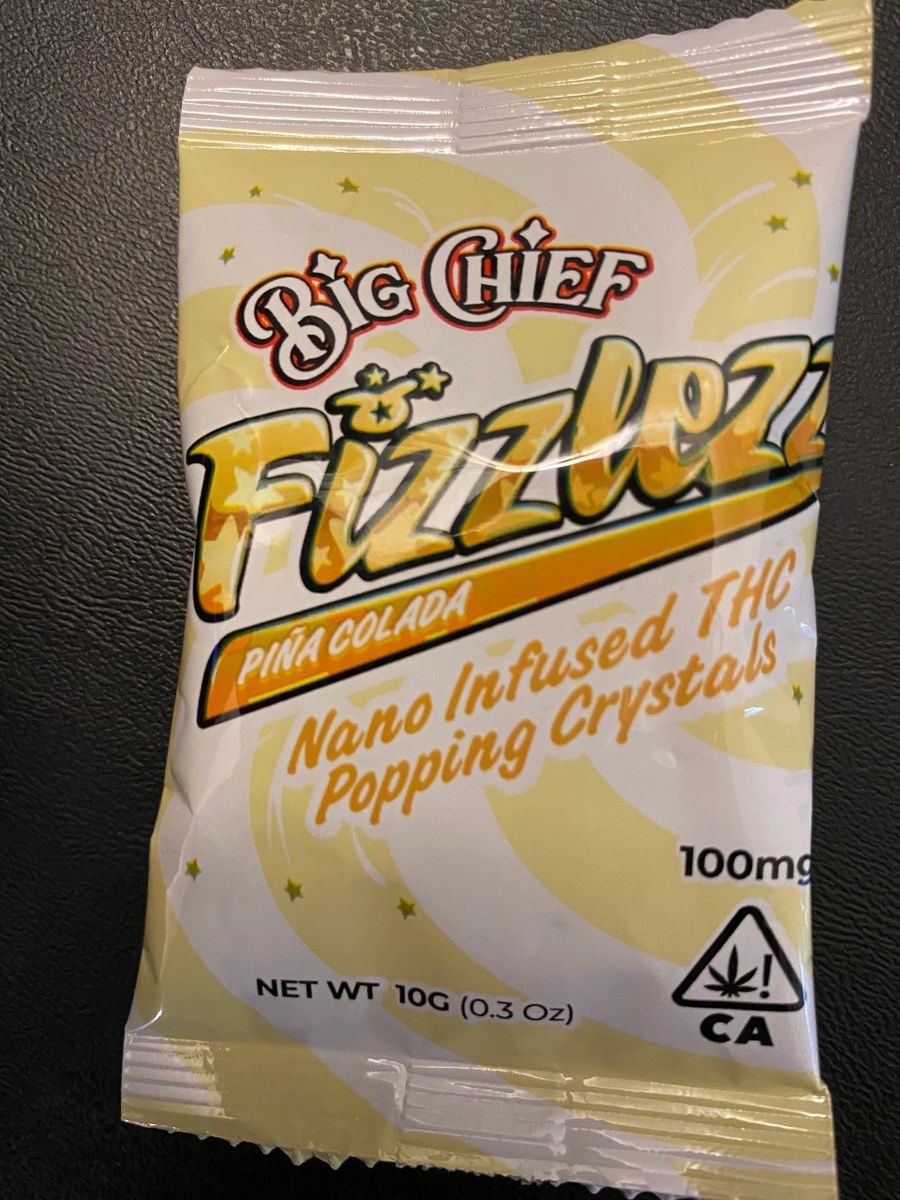 BIG CHIEF
Fizzlezz
PIÑA COLADA
Nano Infused THC
Popping Crystals
100mg
!
NET WT 10G (0.3 Oz)
CA